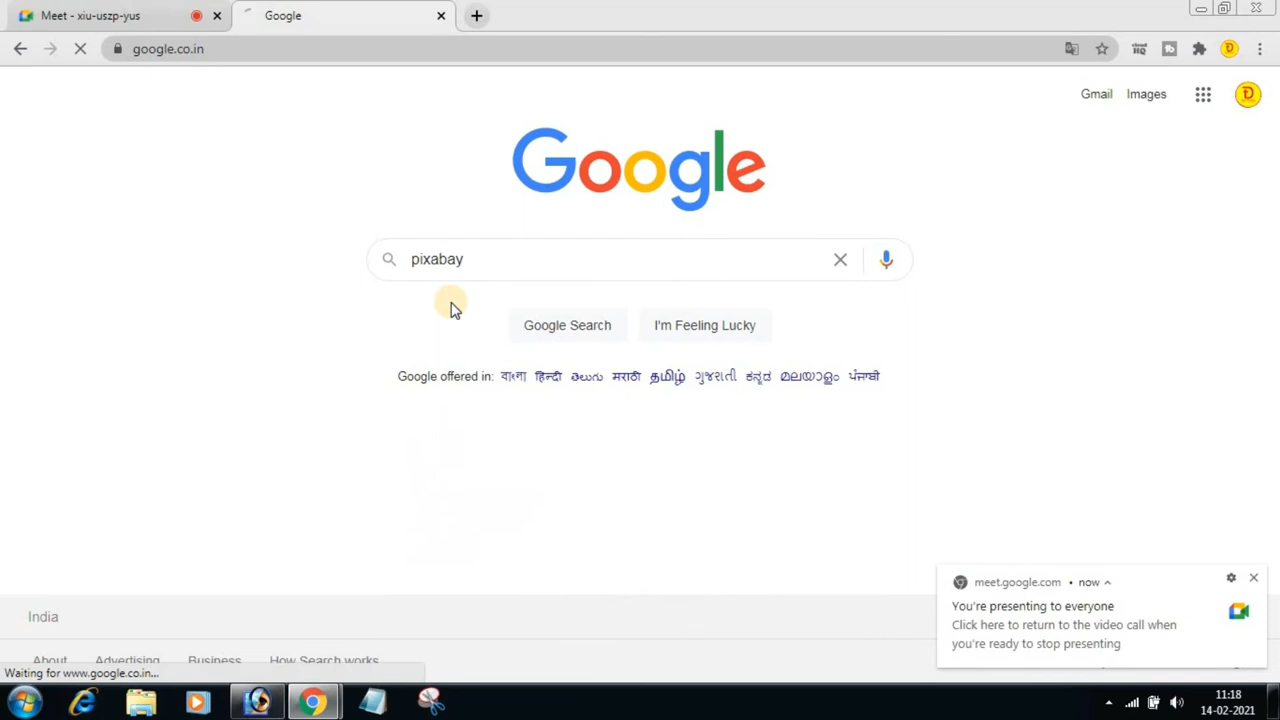 Meet - xiu-uszp-yus
Google
google.co.in
cloud HQ
Gmail Images
Google
pixabay
Google Search I'm Feeling Lucky
Google offered in: বাংলা हिन्दी తెలుగు मराठी தமிழ் ગુજરાતી ಕನ್ನಡ മലയാളം ਪੰਜਾਬੀ
meet.google.com • now
You're presenting to everyone
Click here to return to the video call when
you're ready to stop presenting
India
About Advertising Business How Search works
Waiting for www.google.co.in...
11:18
14-02-2021